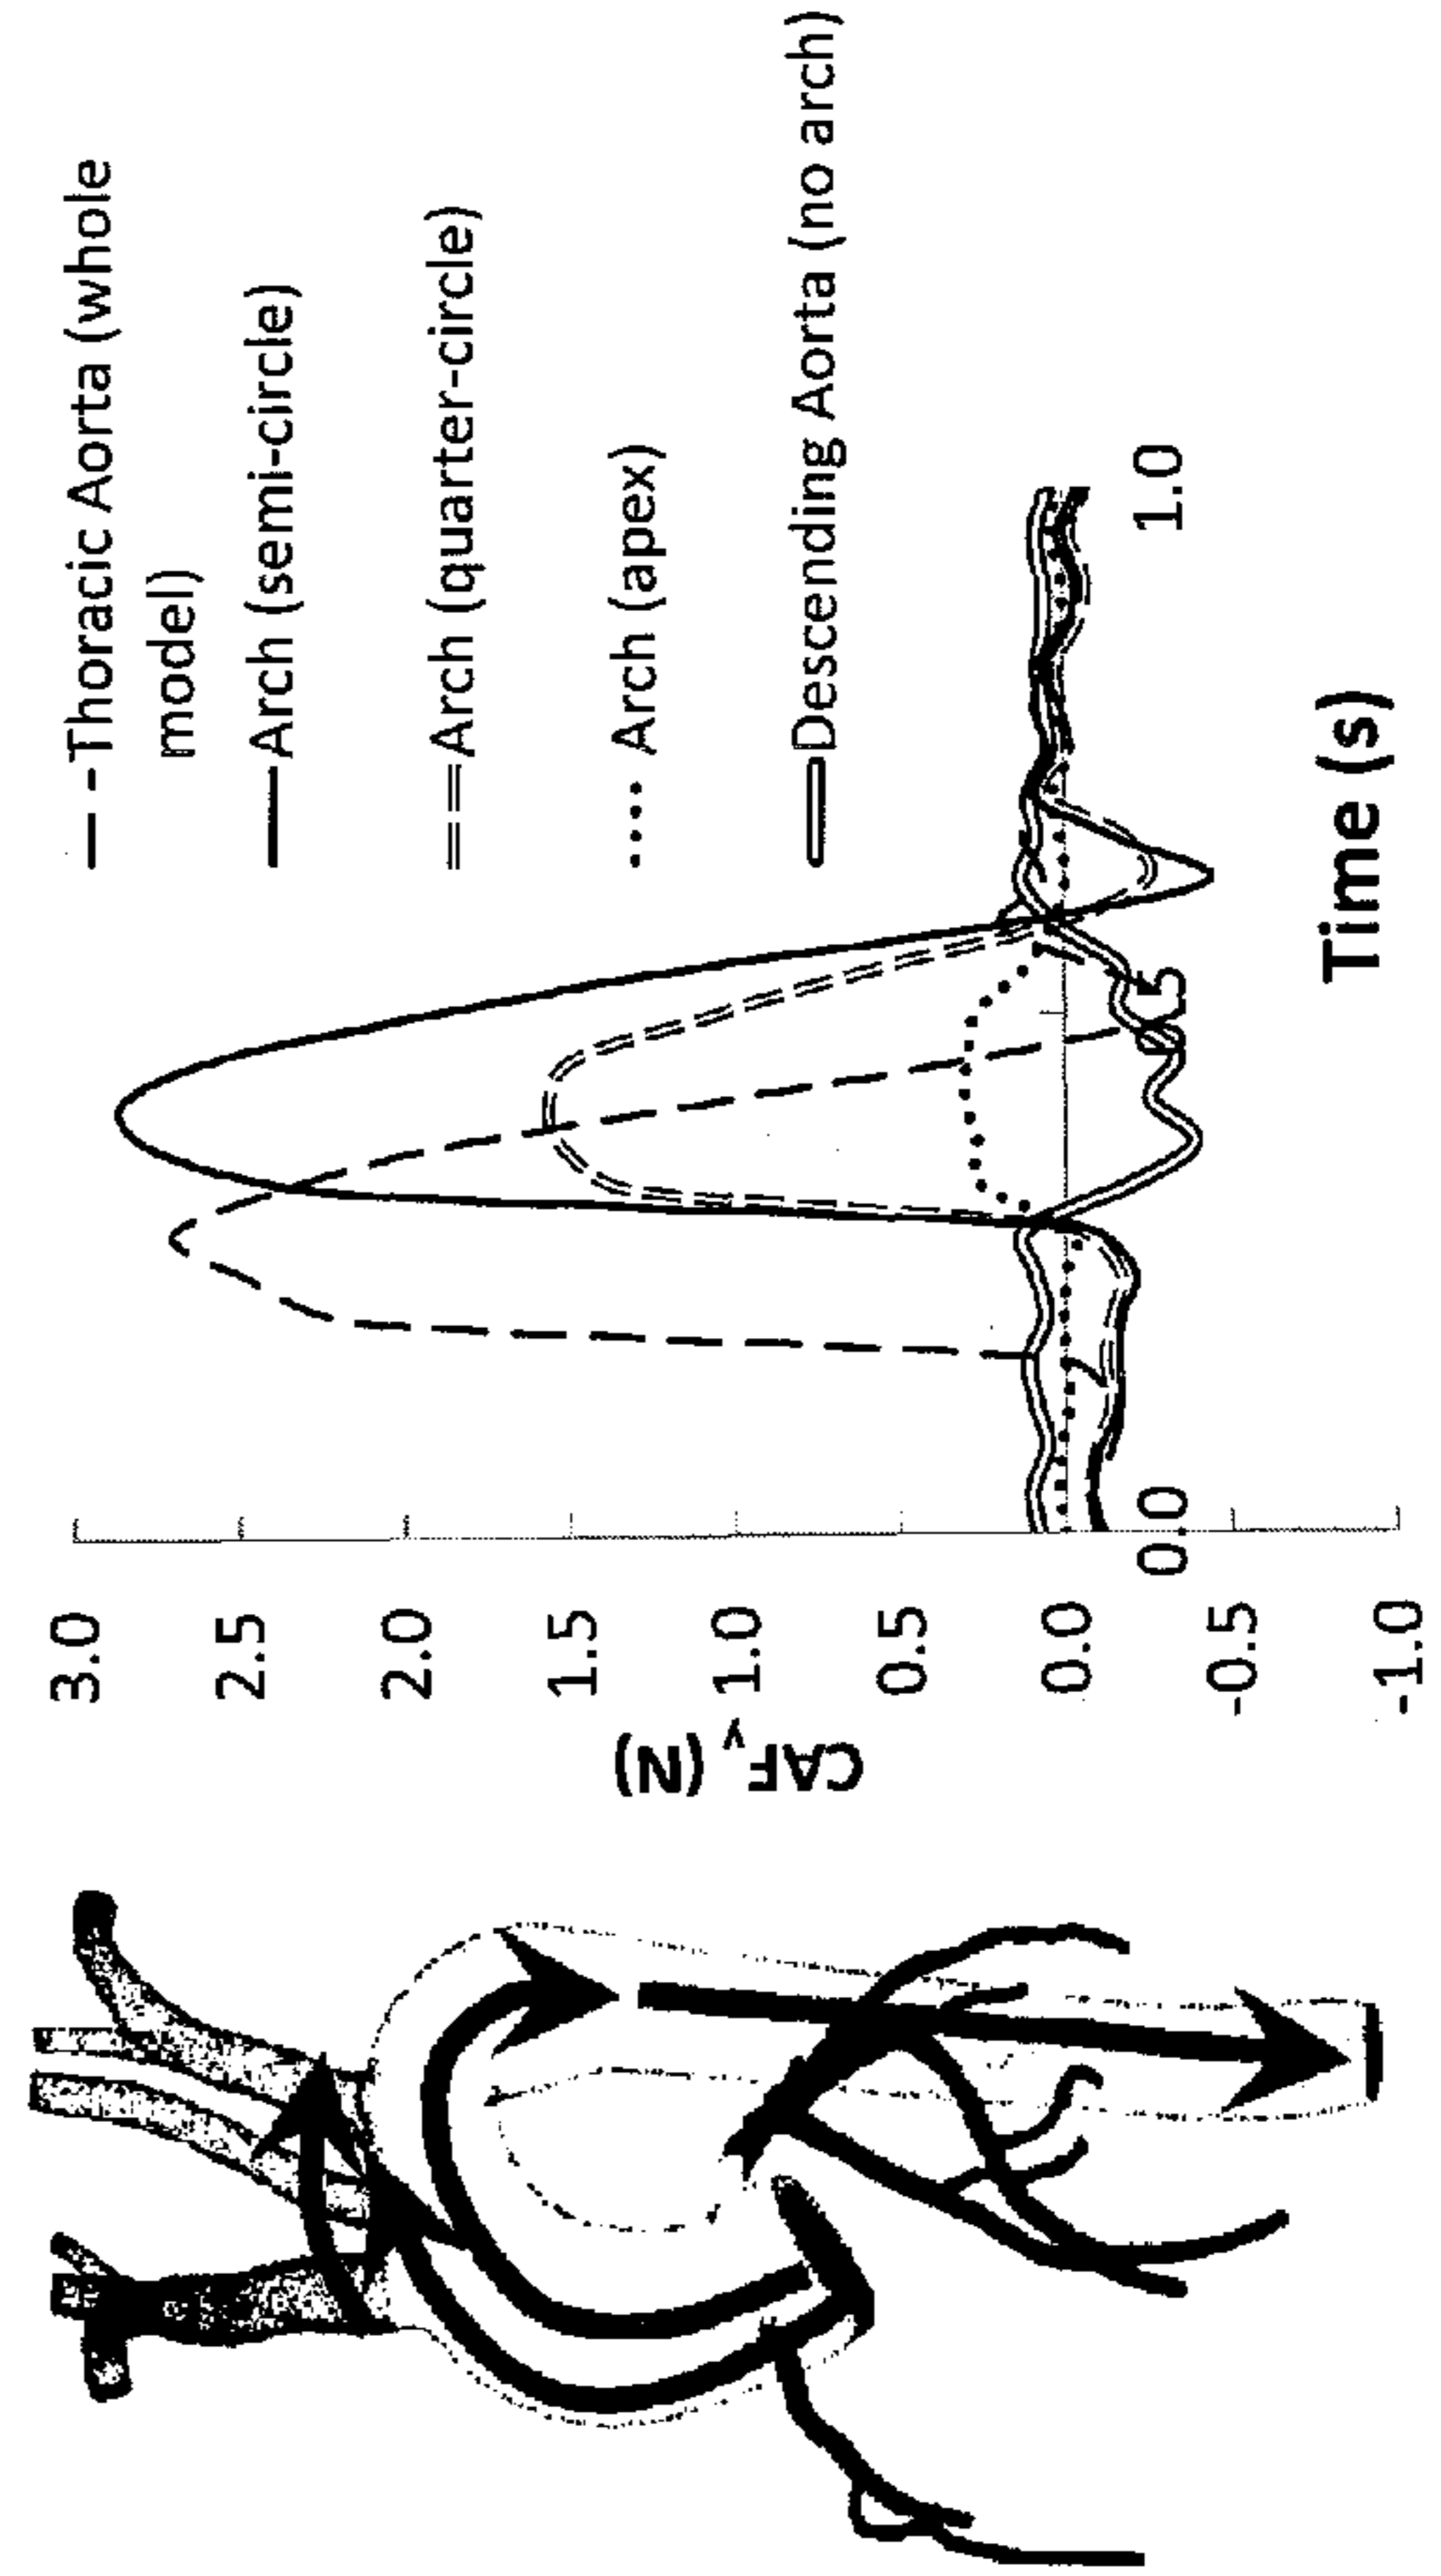 CAFY (N)
3.0
2.5
2.0
1.5
1.0
0.5
0.0
-0.5
-1.0
0.0
0.5
1.0
Time (s)
Thoracic Aorta (whole
model)
Arch (semi-circle)
Arch (quarter-circle)
Arch (apex)
Descending Aorta (no arch)